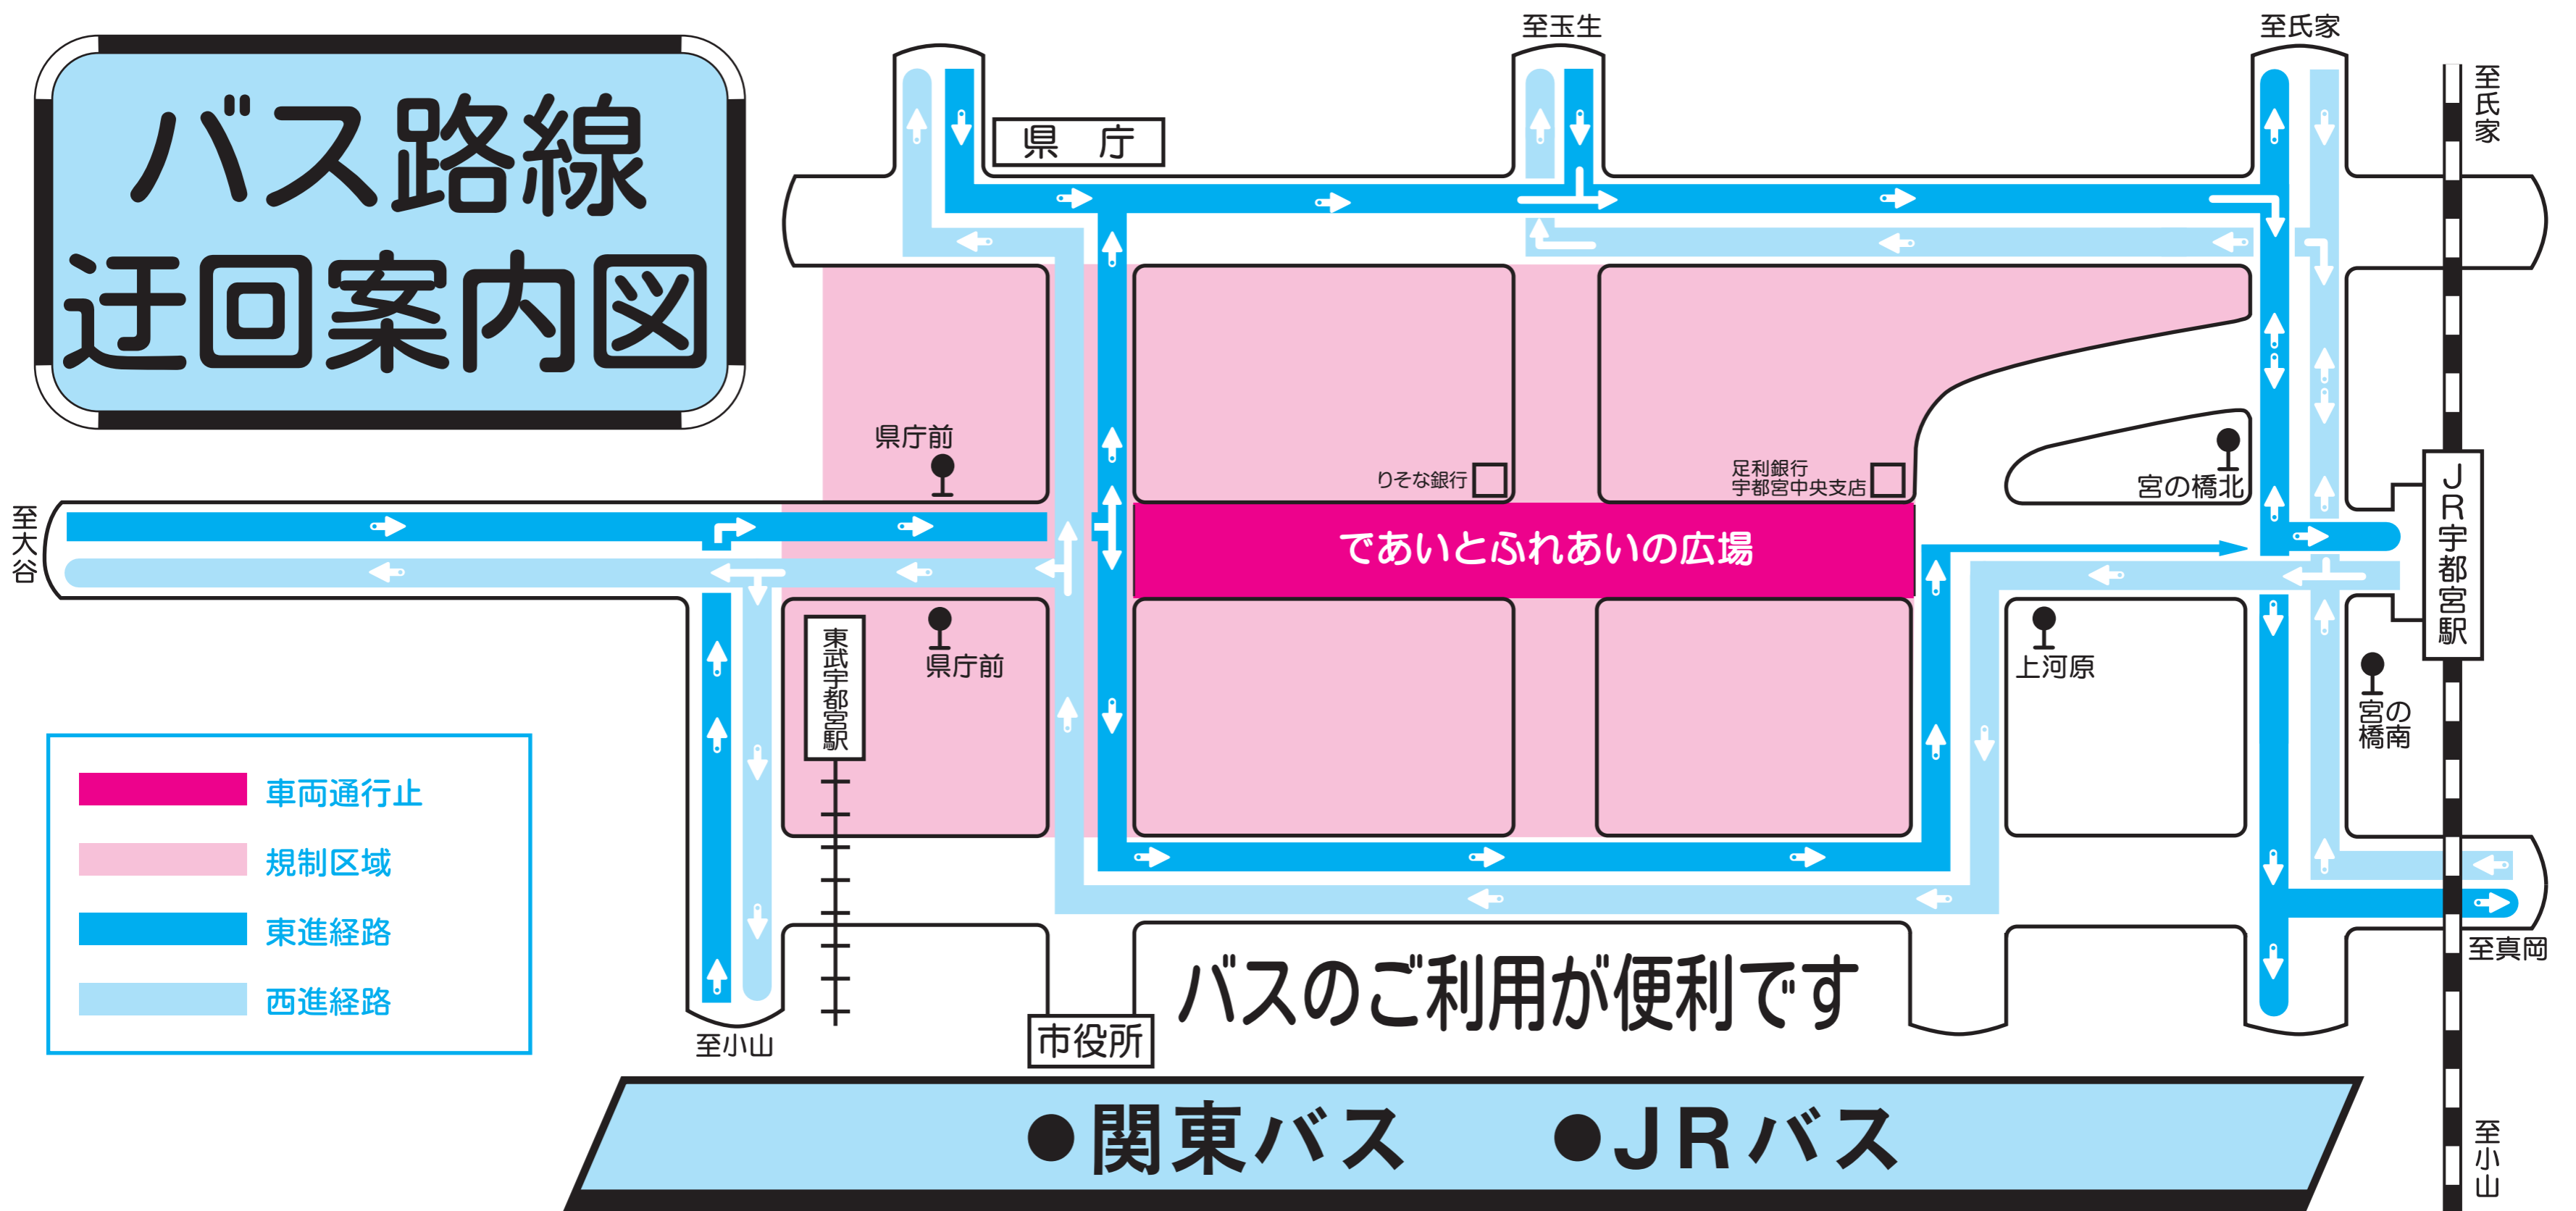 バス路線
迂回案内図
至玉生
至氏家
至氏家
県 庁
県庁前
りそな銀行
足利銀行
宇都宮中央支店
宮の橋北
至大谷
であいとふれあいの広場
JR宇都宮駅
東武宇都宮駅
県庁前
上河原
宮の
橋南
車両通行止
規制区域
東進経路
西進経路
至真岡
バスのご利用が便利です
至小山
市役所
至小山
●関東バス ●JRバス